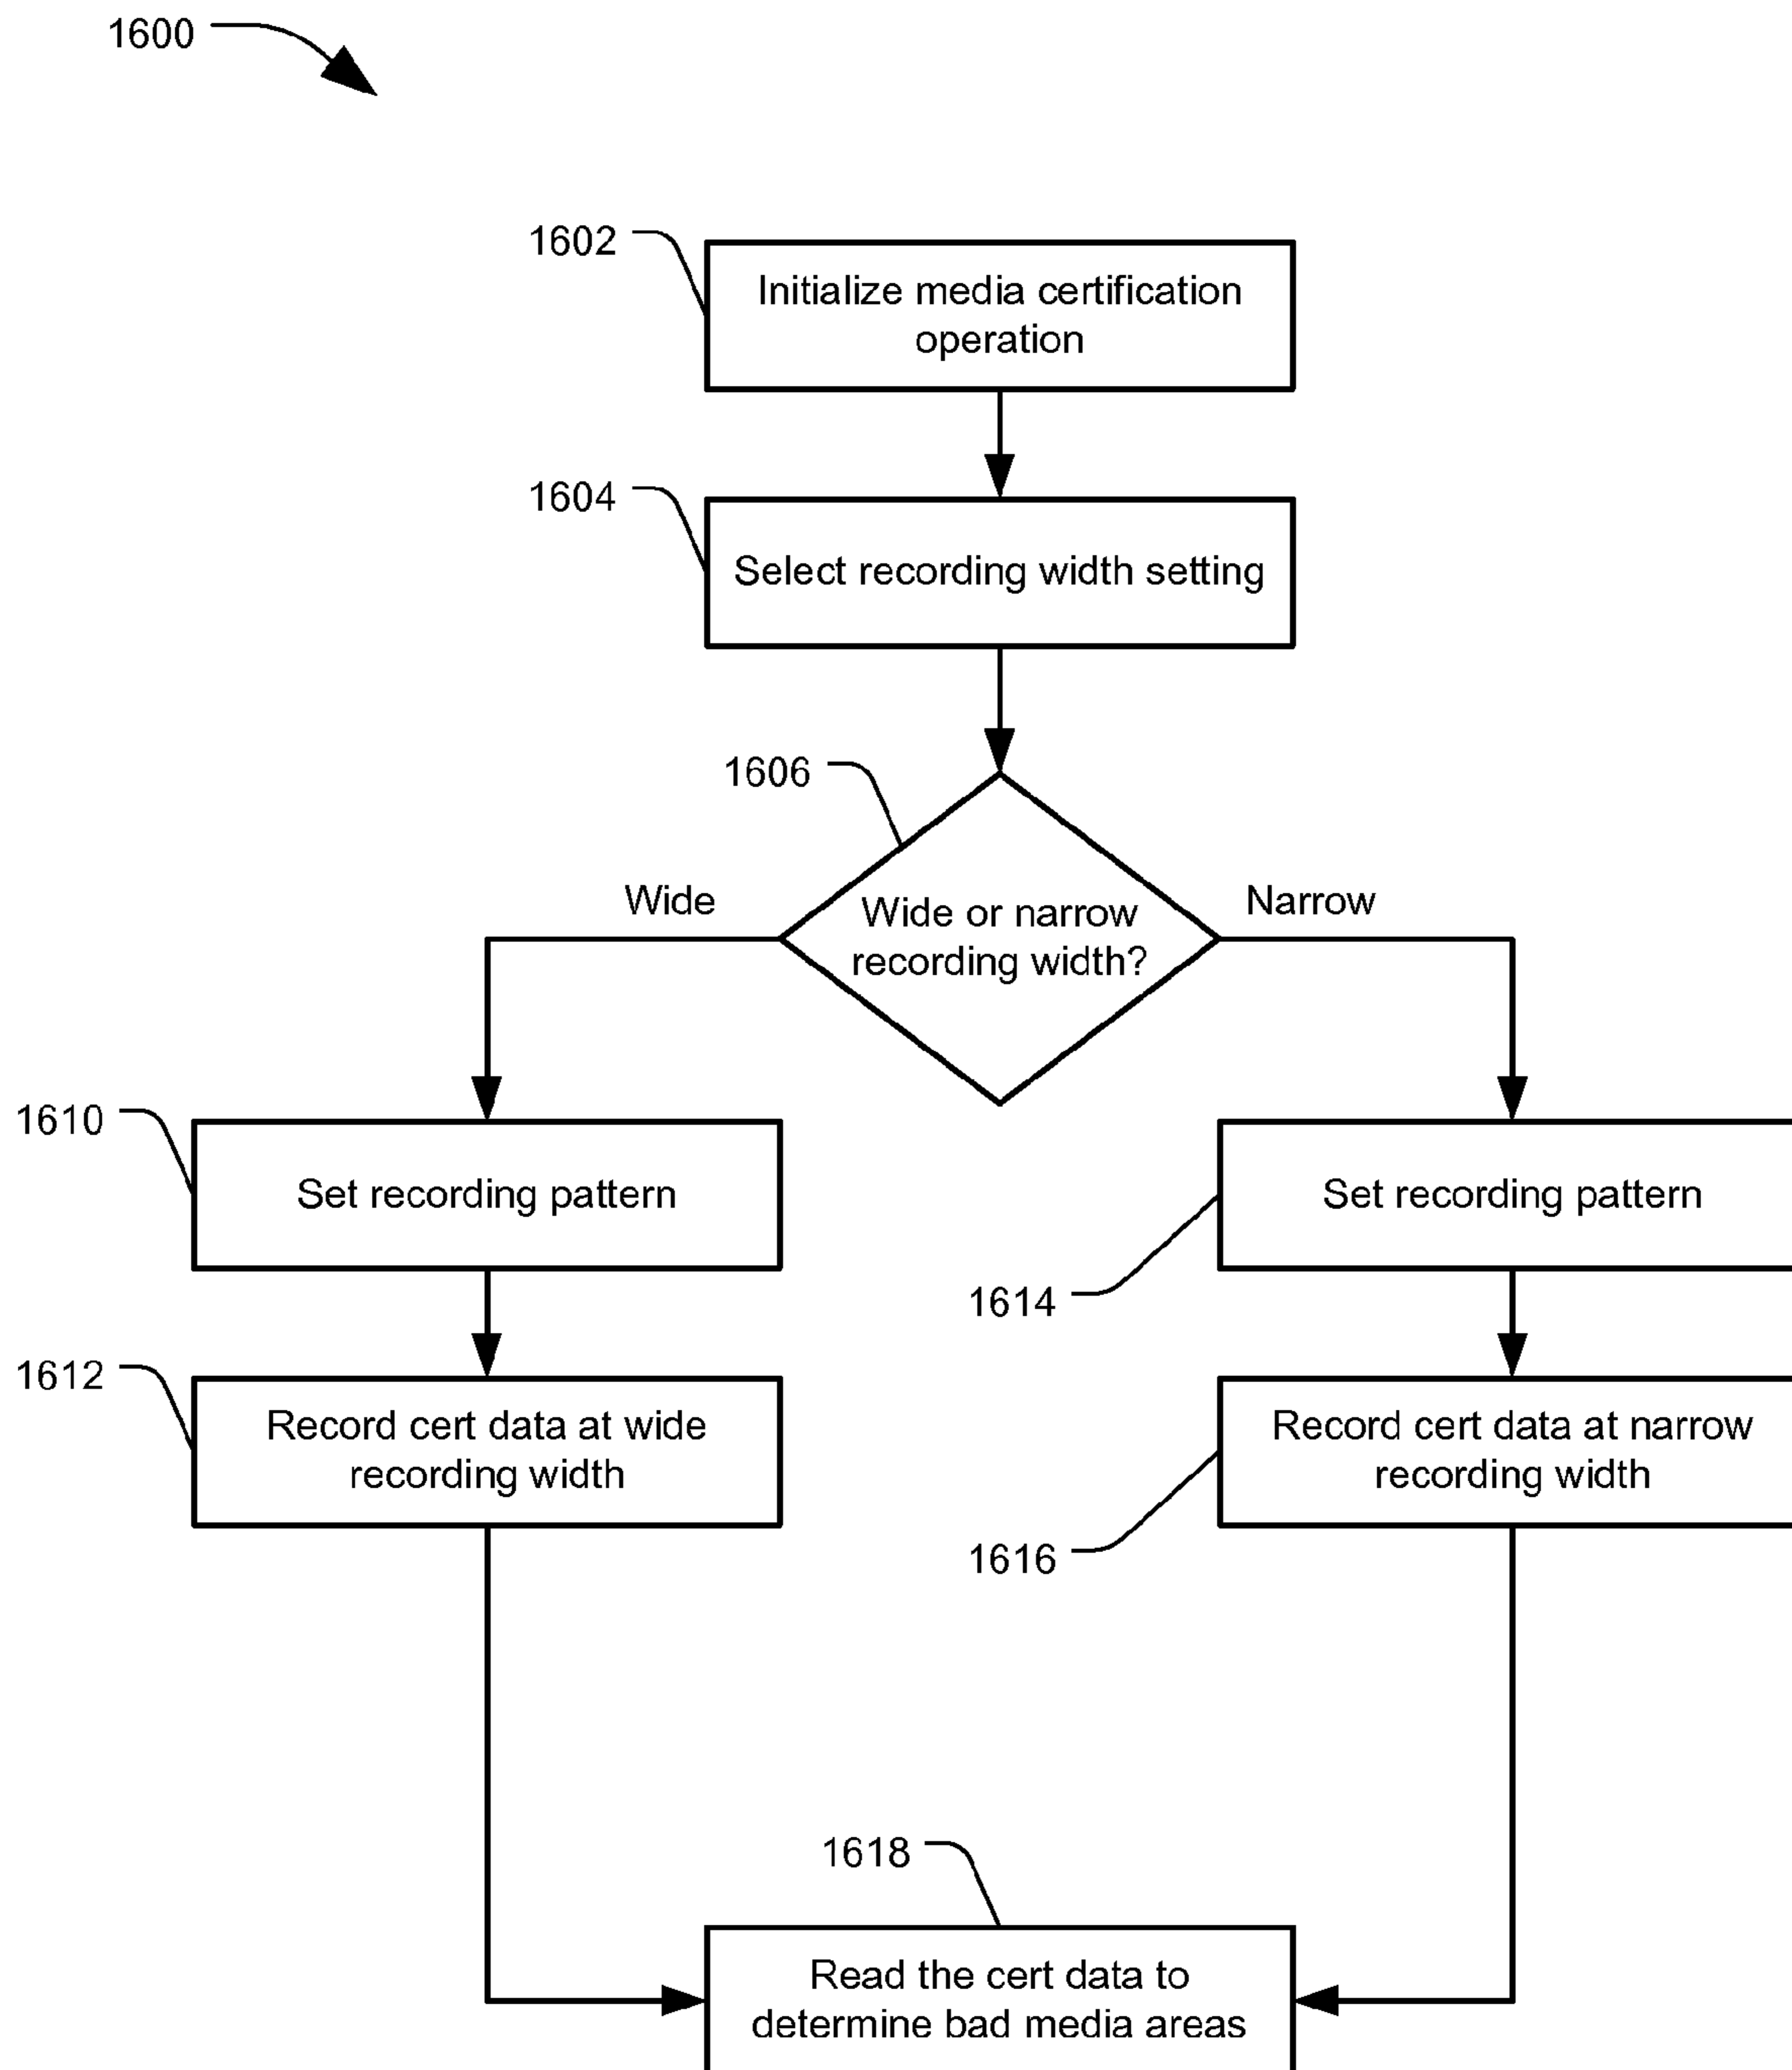 1600
1602
Initialize media certification
operation
1604
Select recording width setting
1606
Wide
Wide or narrow
recording width?
Narrow
1610
Set recording pattern
1614
Set recording pattern
1612
Record cert data at wide
recording width
1616
Record cert data at narrow
recording width
1618
Read the cert data to
determine bad media areas